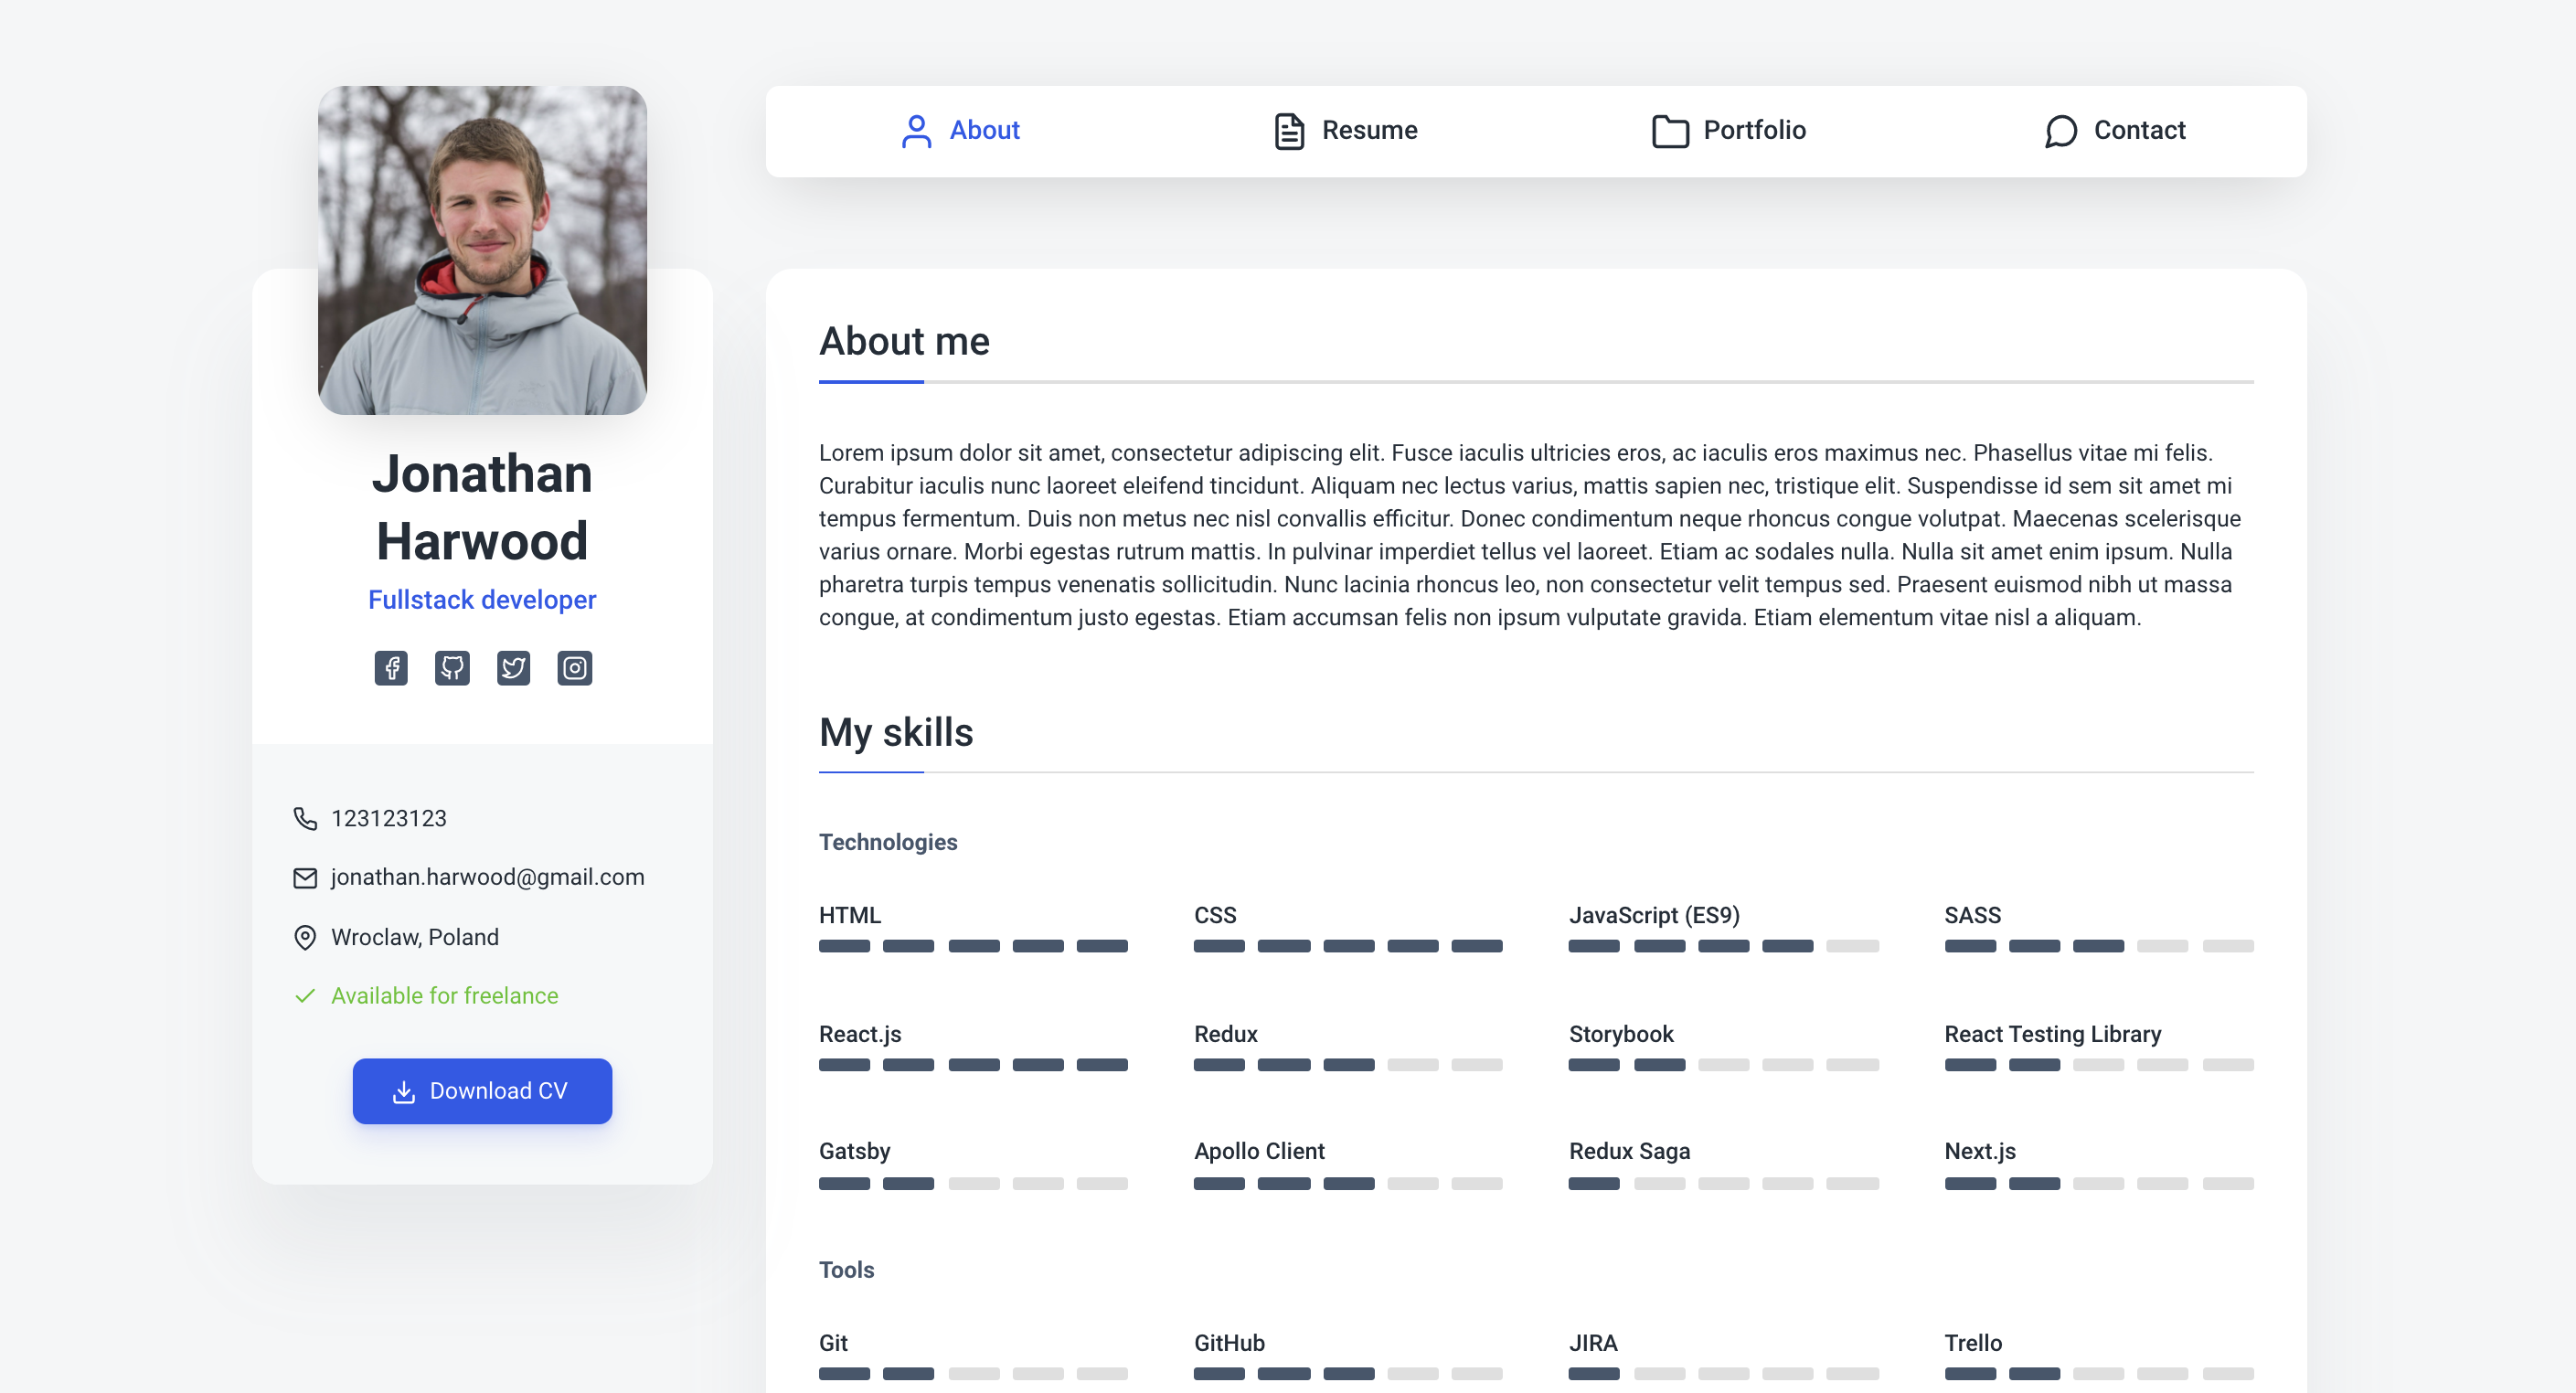 About
Resume
Portfolio
Contact
Jonathan
Harwood
Fullstack developer
123123123
jonathan.harwood@gmail.com
Wroclaw, Poland
Available for freelance
Download CV
About me
Lorem ipsum dolor sit amet, consectetur adipiscing elit. Fusce iaculis ultricies eros, ac iaculis eros maximus nec. Phasellus vitae mi felis.
Curabitur iaculis nunc laoreet eleifend tincidunt. Aliquam nec lectus varius, mattis sapien nec, tristique elit. Suspendisse id sem sit amet mi
tempus fermentum. Duis non metus nec nisl convallis efficitur. Donec condimentum neque rhoncus congue volutpat. Maecenas scelerisque
varius ornare. Morbi egestas rutrum mattis. In pulvinar imperdiet tellus vel laoreet. Etiam ac sodales nulla. Nulla sit amet enim ipsum. Nulla
pharetra turpis tempus venenatis sollicitudin. Nunc lacinia rhoncus leo, non consectetur velit tempus sed. Praesent euismod nibh ut massa
congue, at condimentum justo egestas. Etiam accumsan felis non ipsum vulputate gravida. Etiam elementum vitae nisl a aliquam.
My skills
Technologies
HTML
CSS
JavaScript (ES9)
SASS
React.js
Redux
Storybook
React Testing Library
Gatsby
Apollo Client
Redux Saga
Next.js
Tools
Git
GitHub
JIRA
Trello